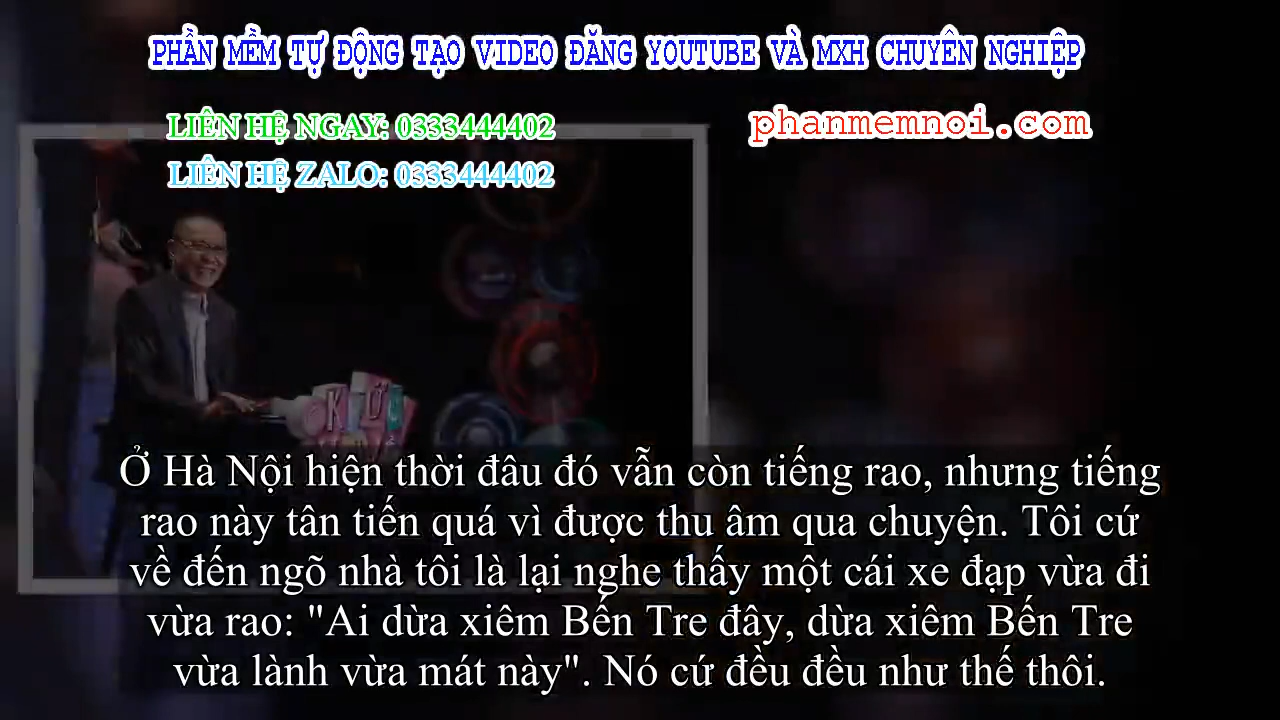 PHẦN MỀM TỰ ĐỘNG TẠO VIDEO ĐĂNG YOUTUBE VÀ MXH CHUYÊN NGHIỆP
LIÊN HỆ NGAY: 0333444402
phanmemnoi.com
LIÊN HỆ ZALO: 0333444402
KÝ ỨC
Ở Hà Nội hiện thời đâu đó vẫn còn tiếng rao, nhưng tiếng
rao này tân tiến quá vì được thu âm qua chuyện. Tôi cứ
về đến ngõ nhà tôi là lại nghe thấy một cái xe đạp vừa đi
vừa rao: "Ai dừa xiêm Bến Tre đây, dừa xiêm Bến Tre
vừa lành vừa mát này". Nó cứ đều đều như thế thôi.